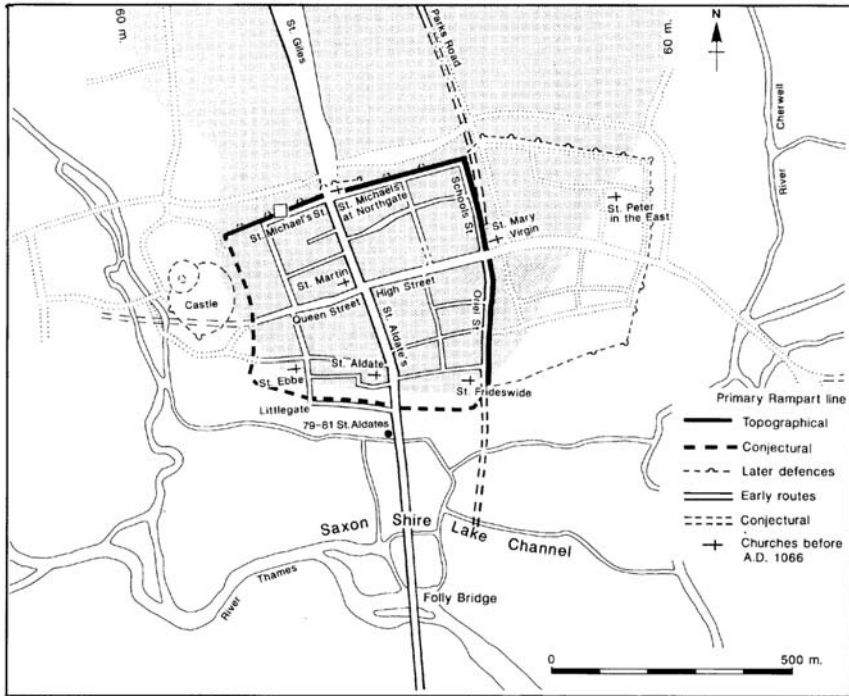 60 m.
St. Giles
Parks Road
60 m.
N
River Cherwell
St. Michael's St.
St. Michael's
at Northgate
Schools St.
St. Mary
Virgin
St. Peter
in the East
St. Martin
Castle
Queen Street
High Street
St. Aldate's
Oriel St.
St. Aldate
St. Ebbe
St. Frideswide
Littlegate
79-81 St.Aldates
Primary Rampart line
Topographical
Conjectural
Later defences
Early routes
Conjectural
Churches before
A.D. 1066
Saxon Shire Lake Channel
River Thames
Folly Bridge
0 500 m.